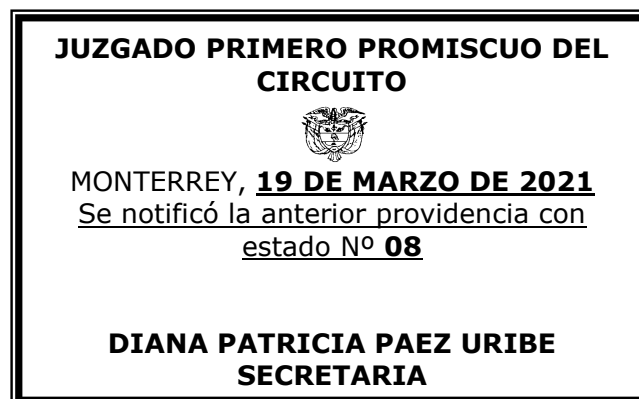 JUZGADO PRIMERO PROMISCUO DEL
CIRCUITO
MONTERREY, 19 DE MARZO DE 2021
Se notificó la anterior providencia con
estado Nº 08
DIANA PATRICIA PAEZ URIBE
SECRETARIA